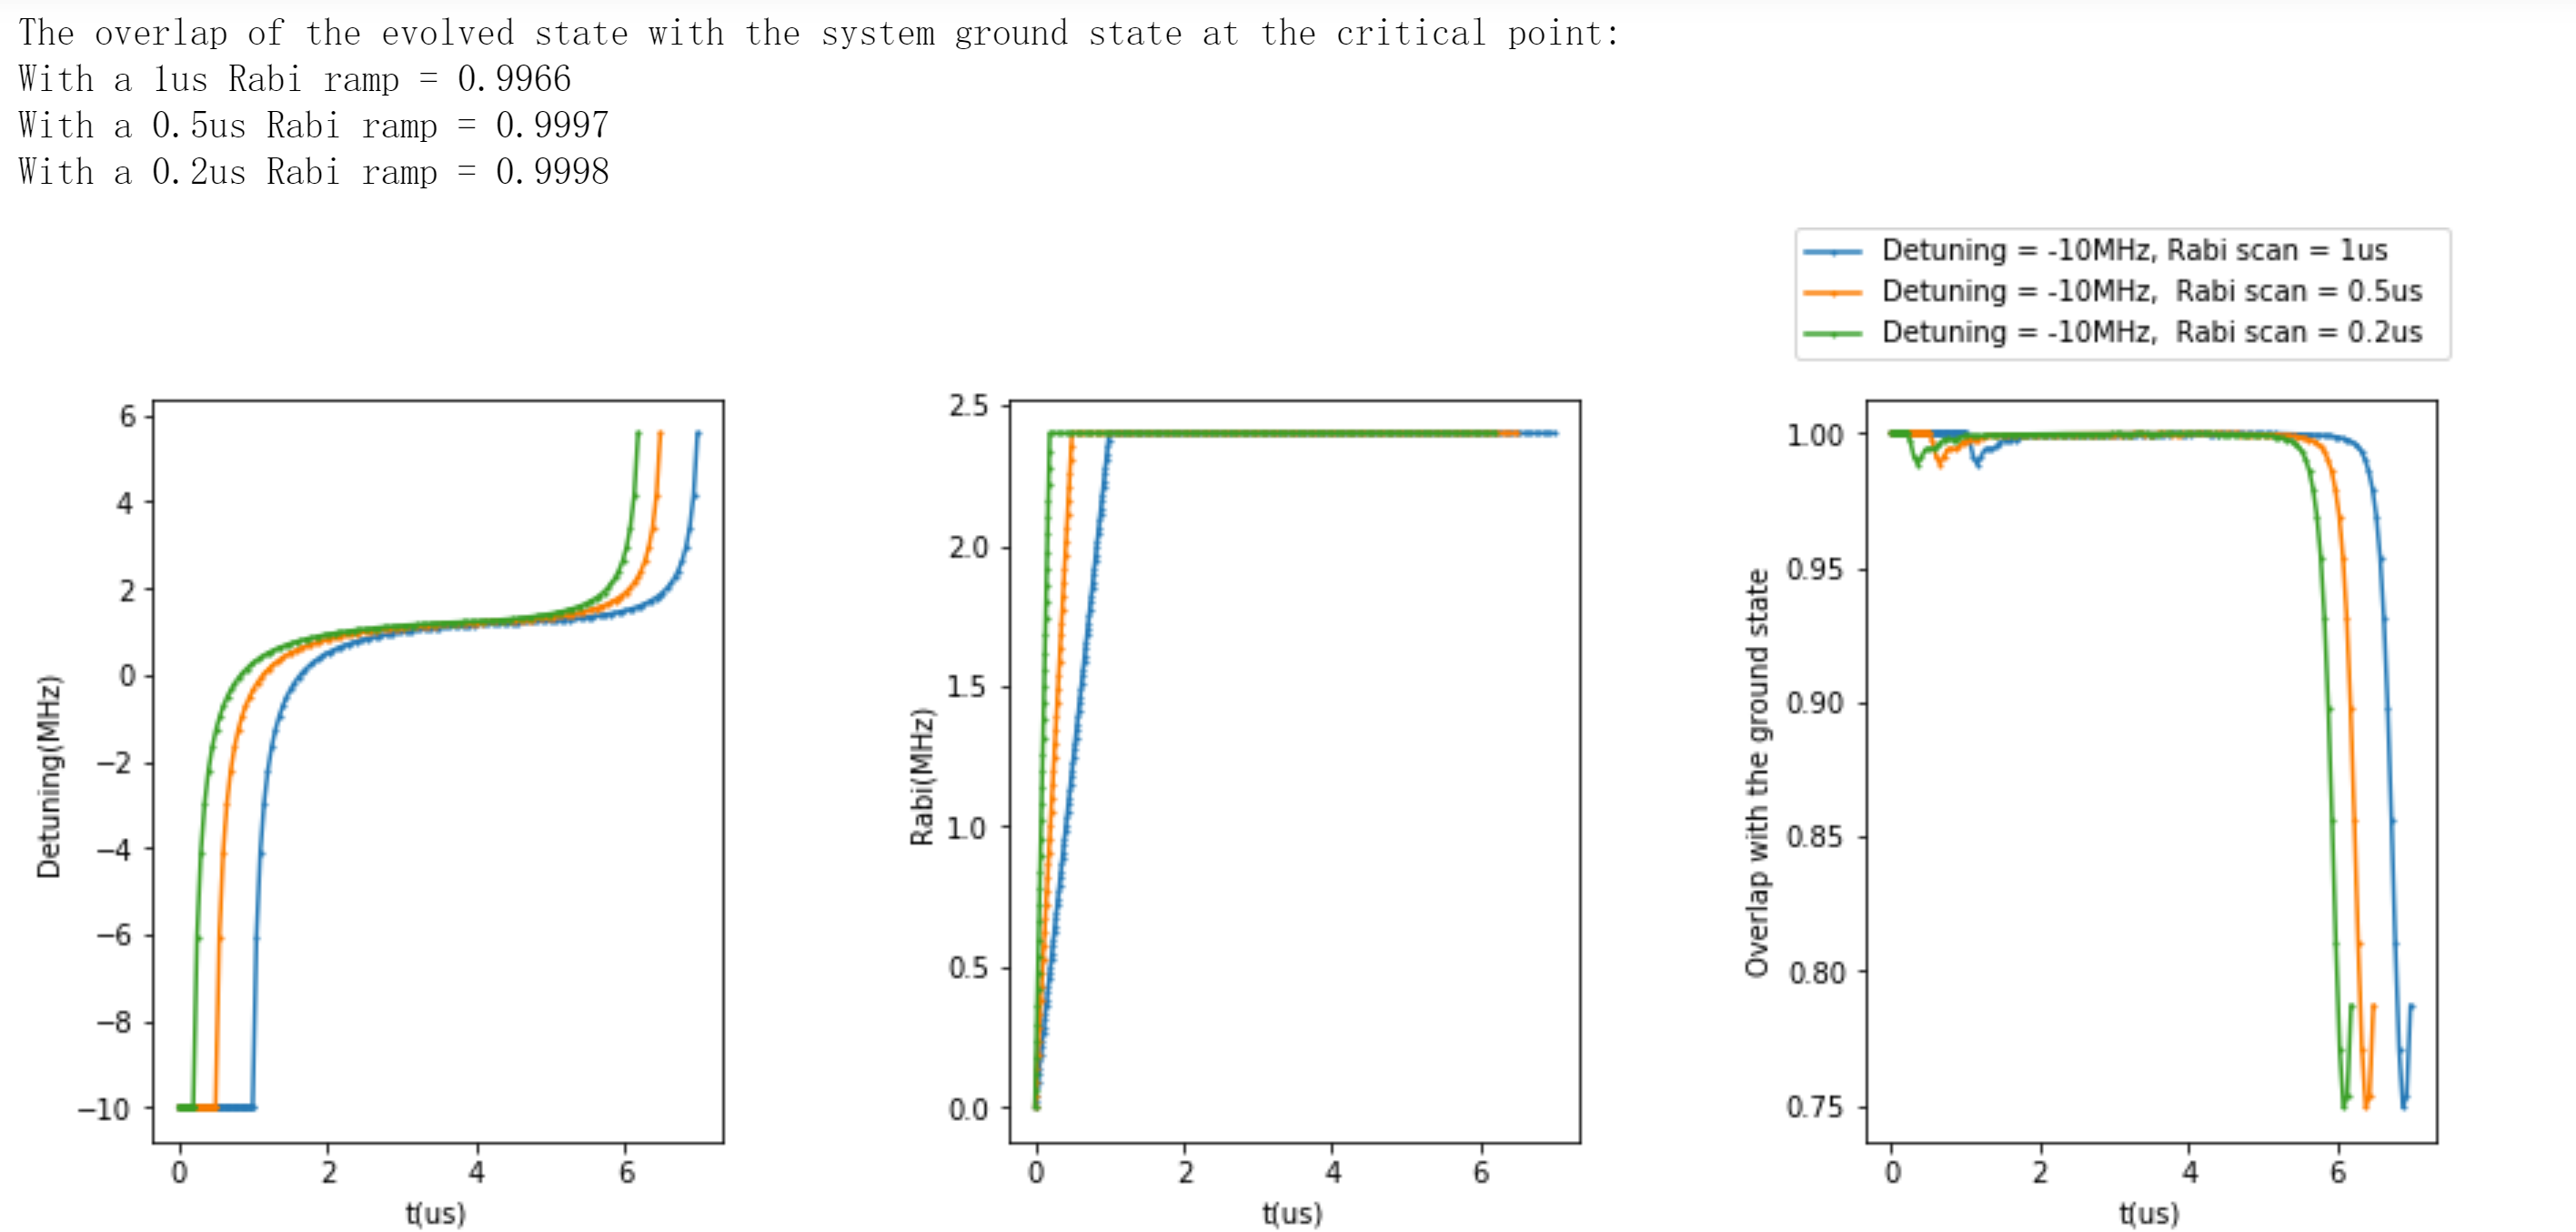 The overlap of the evolved state with the system ground state at the critical point:
With a 1us Rabi ramp = 0.9966
With a 0.5us Rabi ramp = 0.9997
With a 0.2us Rabi ramp = 0.9998
Detuning = -10MHz, Rabi scan = 1us
Detuning = -10MHz,  Rabi scan = 0.5us
Detuning = -10MHz,  Rabi scan = 0.2us
Detuning(MHz)
6
4
2
0
−2
−4
−6
−8
−10
0 2 4 6
t(us)
Rabi(MHz)
2.5
2.0
1.5
1.0
0.5
0.0
0 2 4 6
t(us)
Overlap with the ground state
1.00
0.95
0.90
0.85
0.80
0.75
0 2 4 6
t(us)